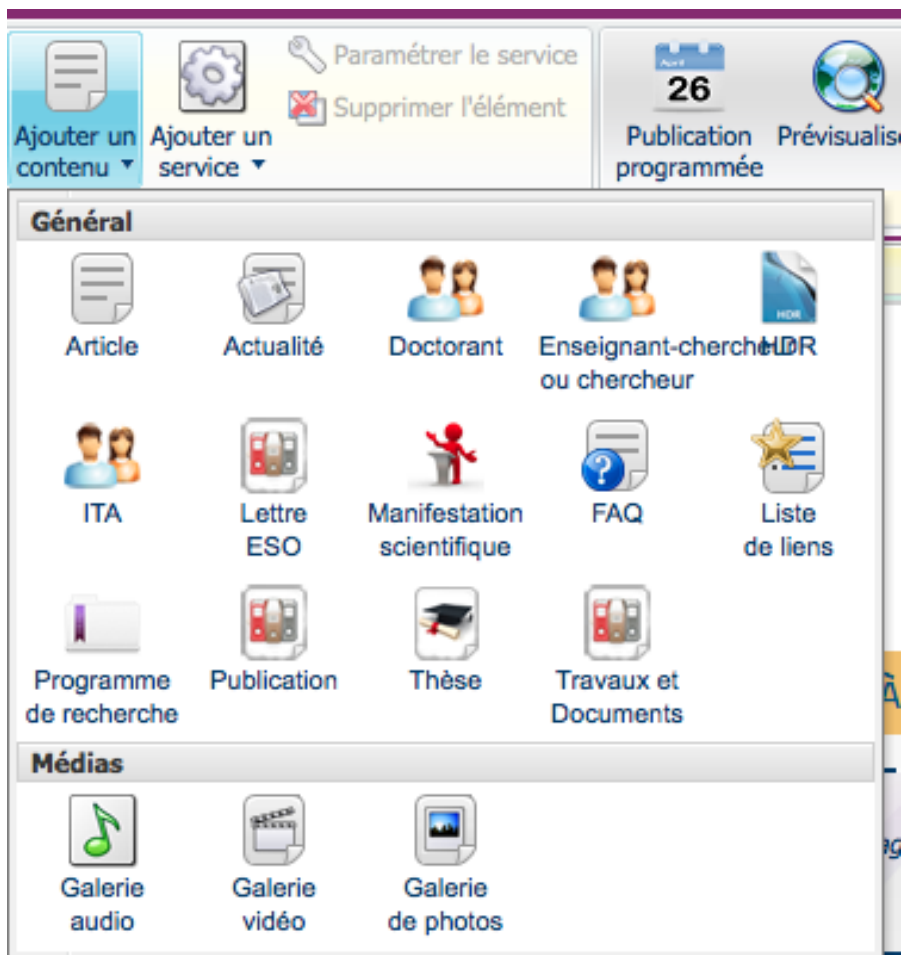 Paramétrer le service
Supprimer l'élément
Ajouter un
contenu
Ajouter un
service
April
26
Publication
programmée
Prévisualis
Général
Article
Actualité
Doctorant
Enseignant-chercheur
ou chercheur
HDR
HDR
ITA
Lettre
ESO
Manifestation
scientifique
FAQ
Liste
de liens
Programme
de recherche
Publication
Thèse
Travaux et
Documents
Médias
Galerie
audio
Galerie
vidéo
Galerie
de photos